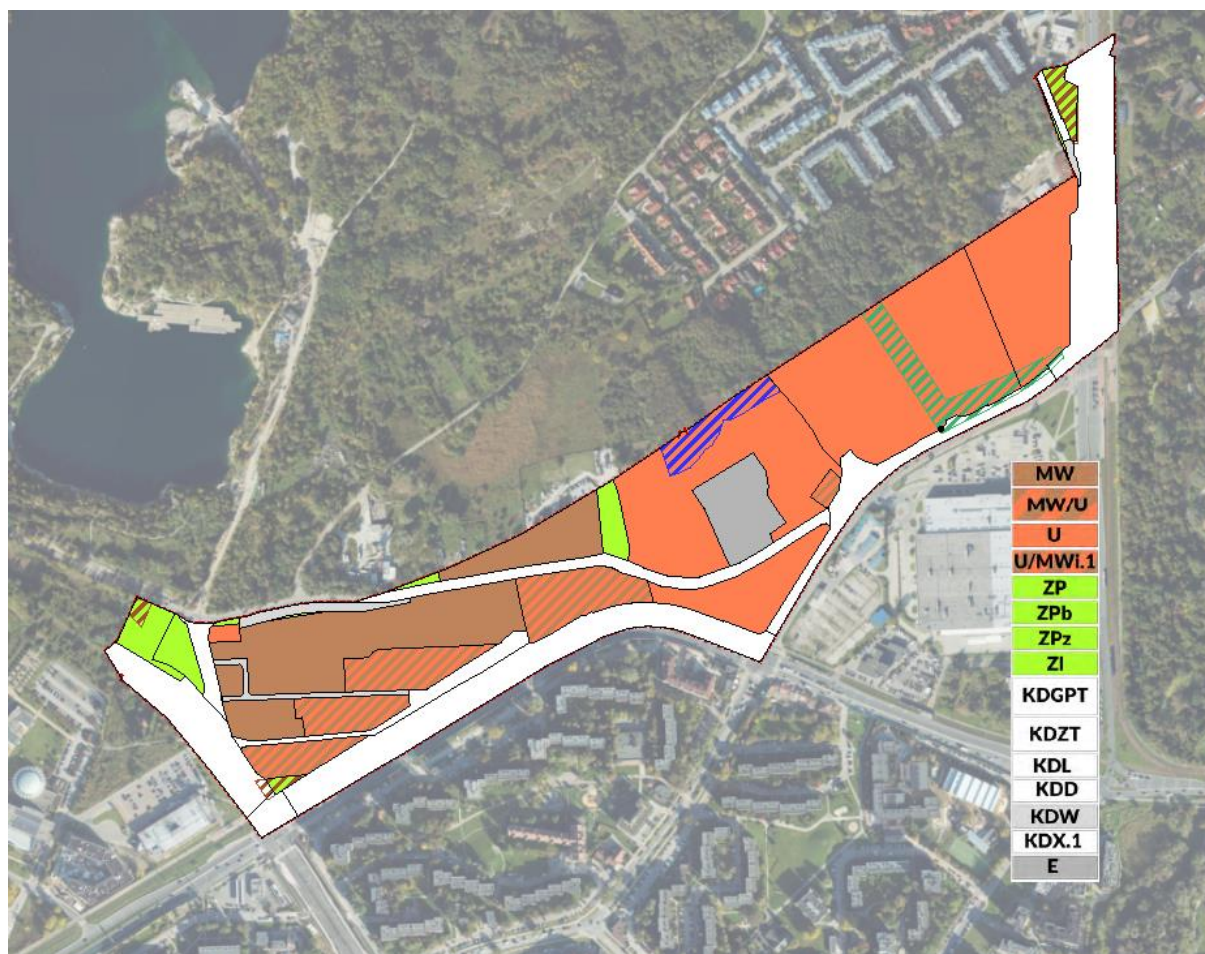 MW
MW/U
U
U/MWi.1
ZP
ZPb
ZPz
ZI
KDGPT
KDZT
KDL
KDD
KDW
KDX.1
E